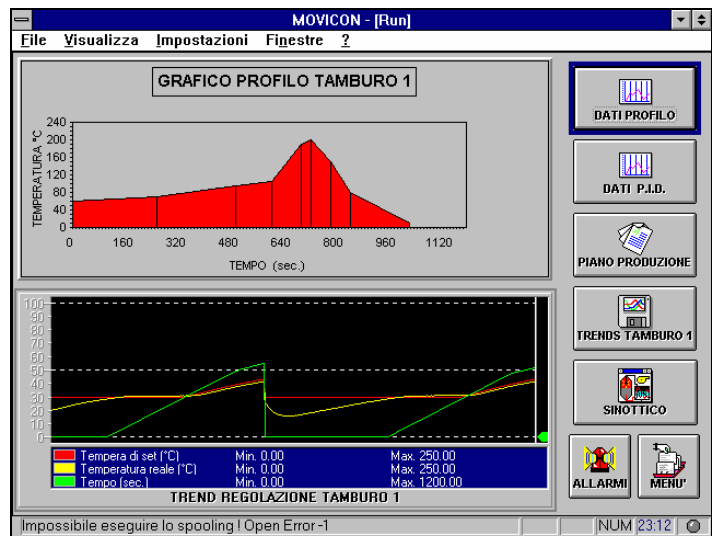 MOVICON - [Run]
File Visualizza Impostazioni Finestre ?
GRAFICO PROFILO TAMBURO 1
TEMPERATURA °C
240
200
160
120
80
40
0
0 160 320 480 640 800 960 1120
TEMPO (sec.)
100
90
80
70
60
50
40
30
20
10
0
Tempera di set (°C) Min. 0.00 Max. 250.00
Temperatura reale (°C) Min. 0.00 Max. 250.00
Tempo (sec.) Min. 0.00 Max. 1200.00
TREND REGOLAZIONE TAMBURO 1
DATI PROFILO
DATI P.I.D.
PIANO PRODUZIONE
TRENDS TAMBURO 1
SINOTTICO
ALLARMI
MENU'
Impossibile eseguire lo spooling ! Open Error -1
NUM 23:12